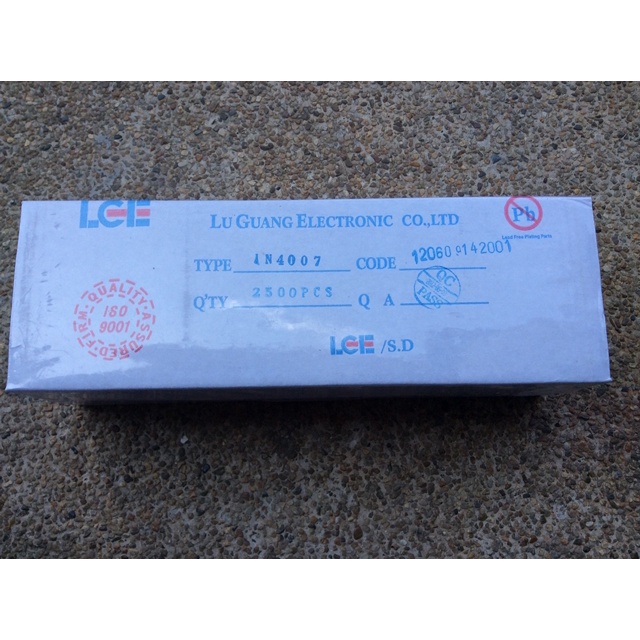 LGE
LU GUANG ELECTRONIC CO.,LTD
Pb
Lead Free Plating Parts
TYPE 1N4007 CODE 12060 9142001
Q'TY 2500PCS Q A
QC
PASS
QUALITY-ASSURED-FIRM
ISO
9001
LGE /S.D